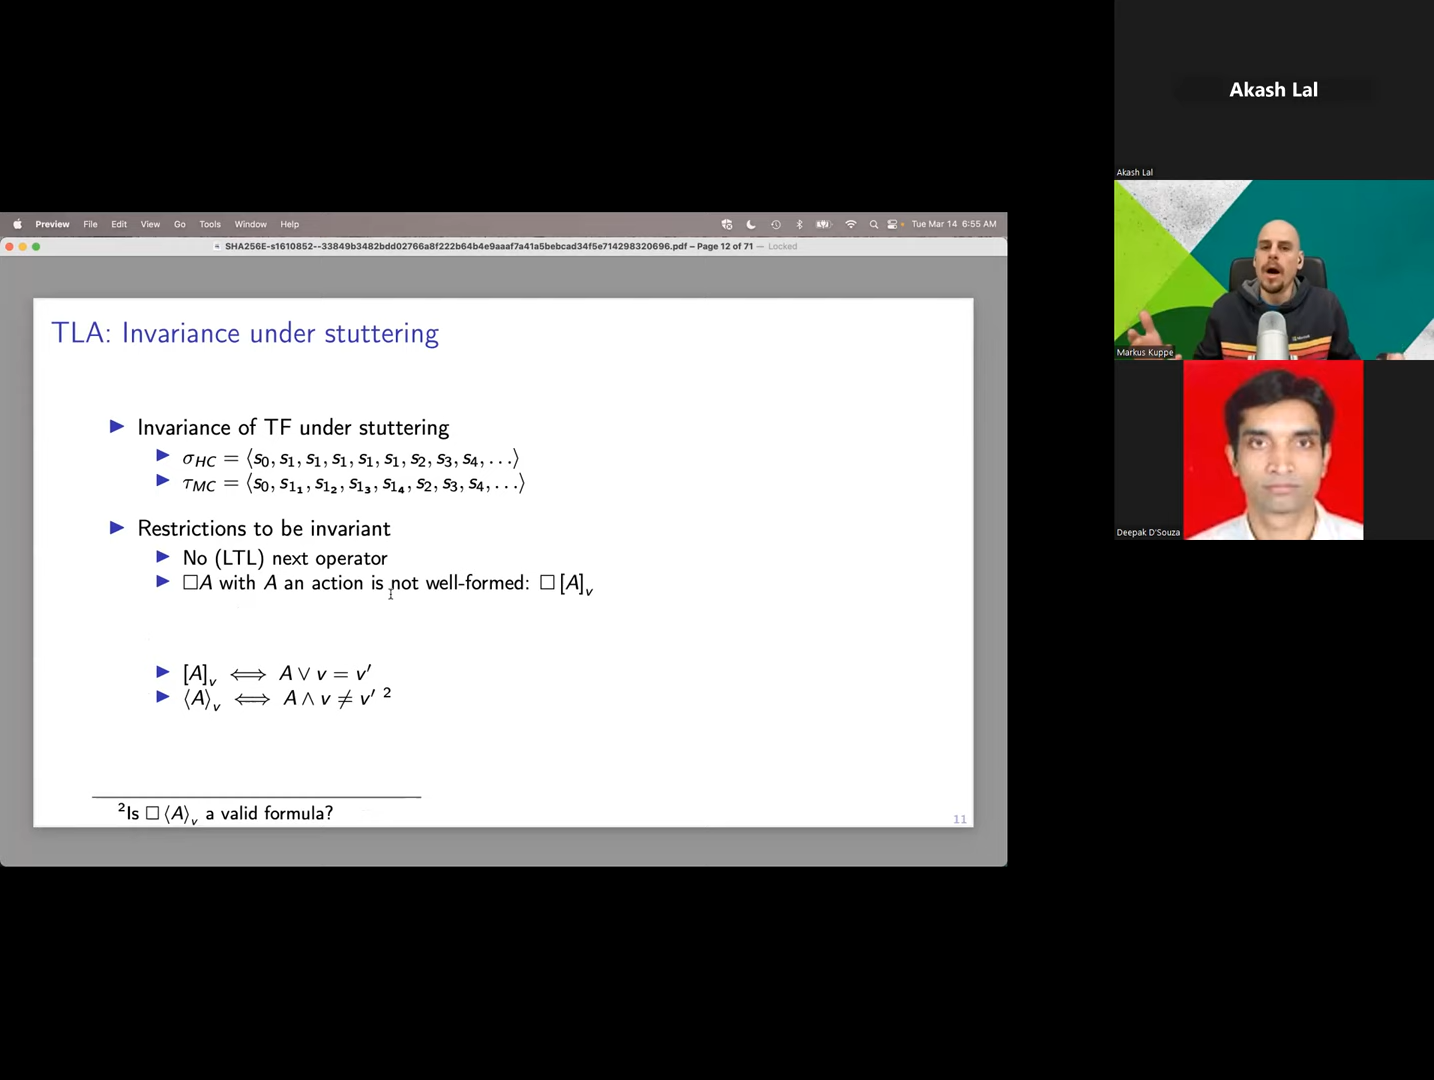 Akash Lal
Akash Lal
Preview File Edit View Go Tools Window Help Tue Mar 14 6:55 AM
SHA256E-s1610852--33849b3482bdd02766a8f222b64b4e9aaaf7a41a5bebcad34f5e714298320696.pdf – Page 12 of 71 — Locked
TLA: Invariance under stuttering
▶ Invariance of TF under stuttering
▶ σ_HC = ⟨s₀, s₁, s₁, s₁, s₁, s₁, s₂, s₃, s₄, . . .⟩
▶ τ_MC = ⟨s₀, s₁₁, s₁₂, s₁₃, s₁₄, s₂, s₃, s₄, . . .⟩
▶ Restrictions to be invariant
▶ No (LTL) next operator
▶ □A with A an action is not well-formed: □ [A]_v
▶ [A]_v ⟺ A ∨ v = v′
▶ ⟨A⟩_v ⟺ A ∧ v ≠ v′ ²
²Is □ ⟨A⟩_v a valid formula?
11
Markus Kuppe
Deepak D'Souza